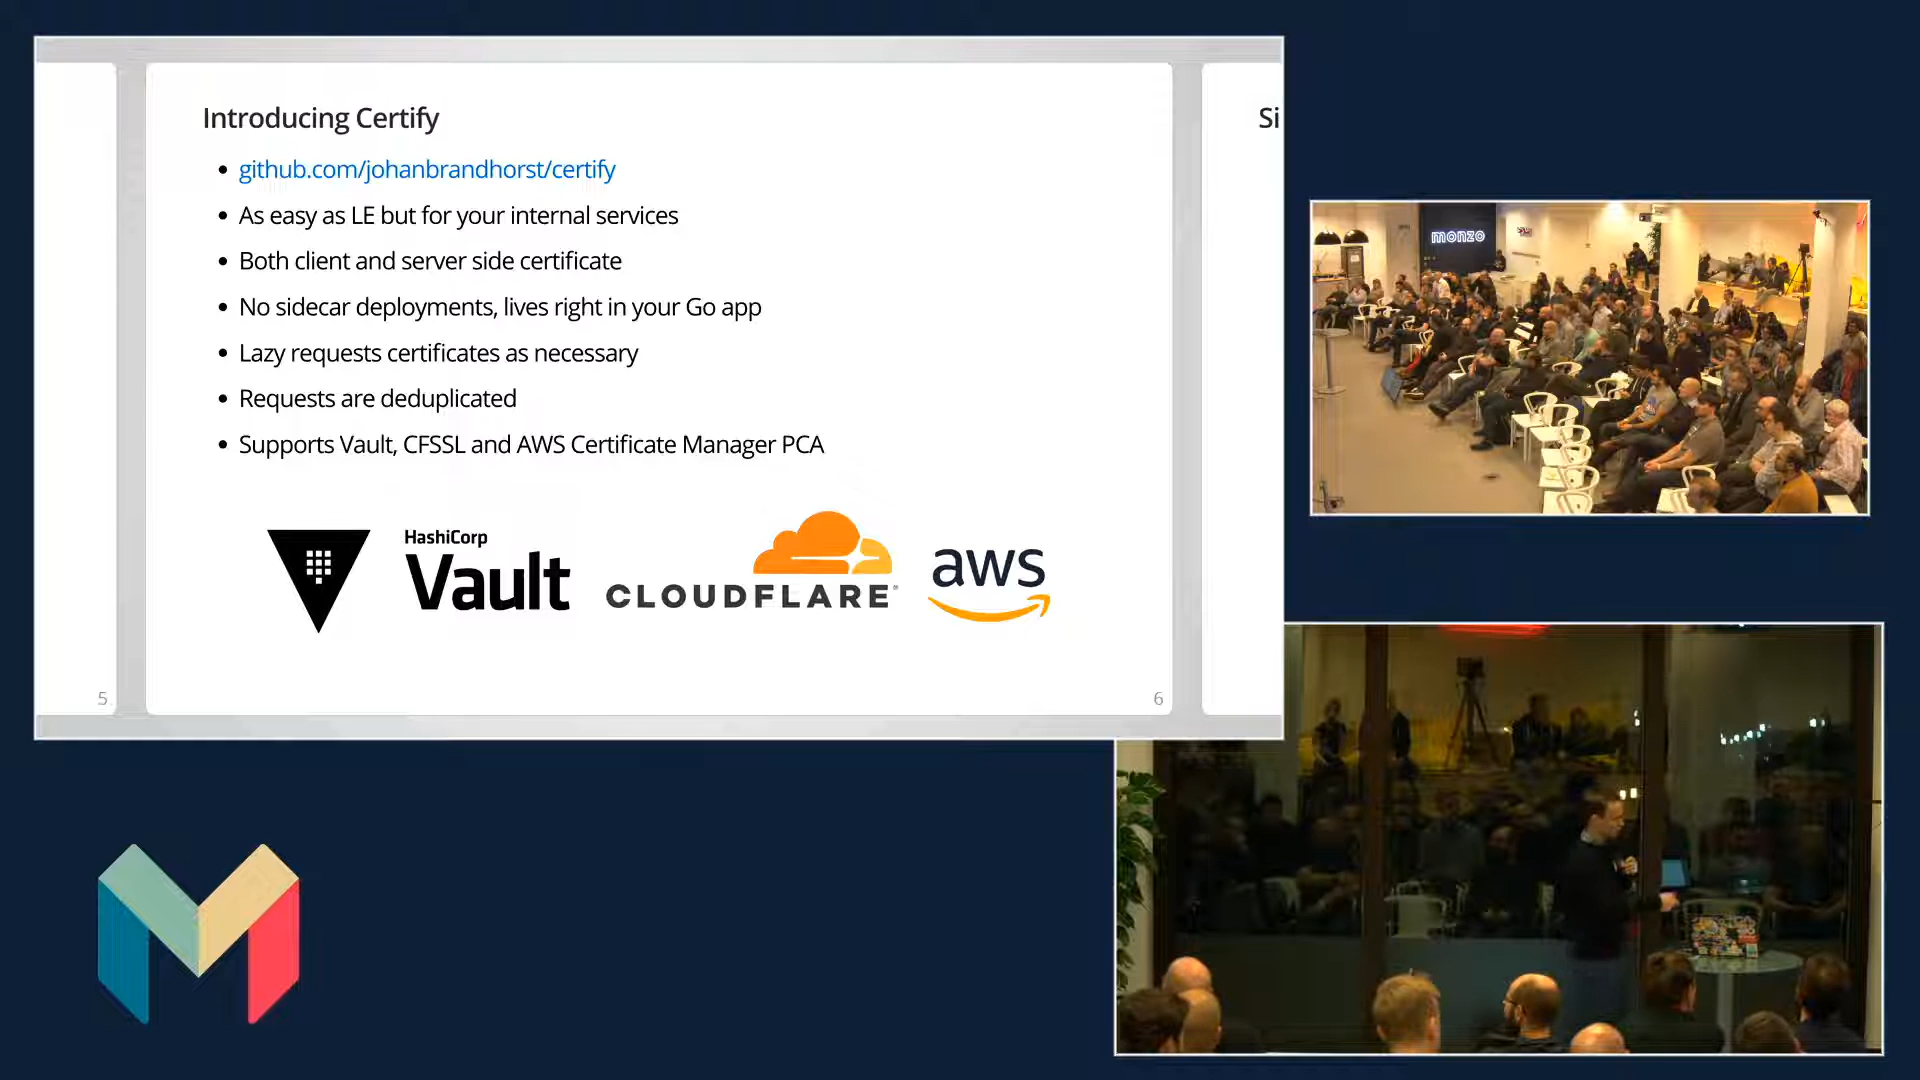 Introducing Certify
github.com/johanbrandhorst/certify
As easy as LE but for your internal services
Both client and server side certificate
No sidecar deployments, lives right in your Go app
Lazy requests certificates as necessary
Requests are deduplicated
Supports Vault, CFSSL and AWS Certificate Manager PCA
HashiCorp
Vault
CLOUDFLARE
aws
5
6
Si
monzo